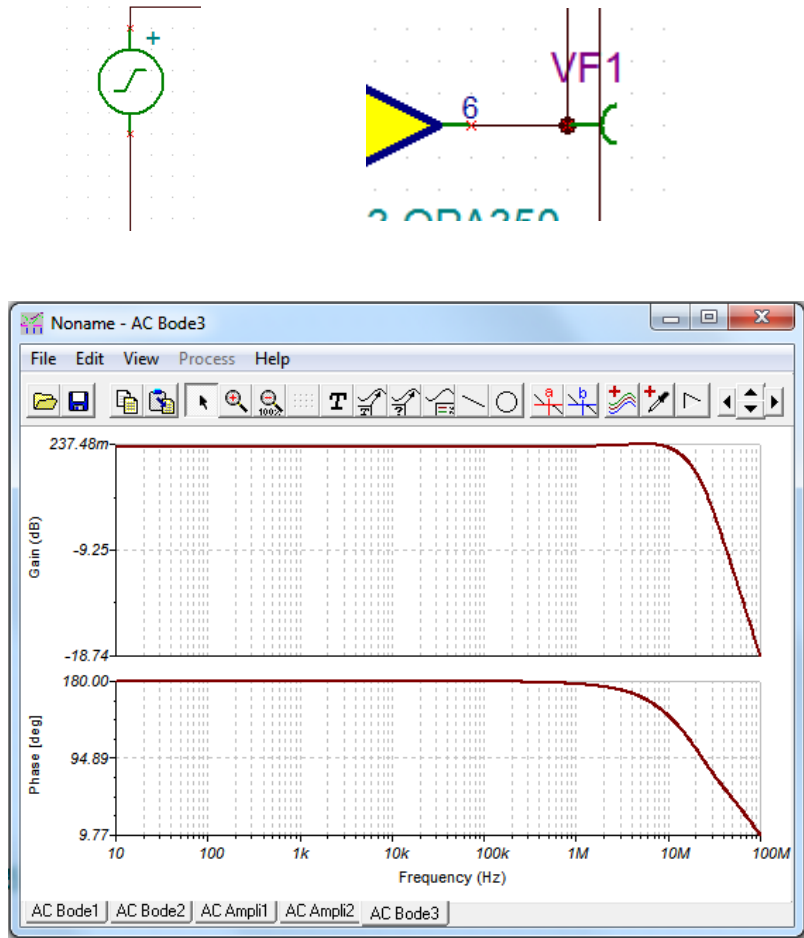 +
VF1
6
Noname - AC Bode3
File Edit View Process Help
100% T T ? a b
237.48m
-9.25
-18.74
Gain (dB)
180.00
94.89
9.77
Phase [deg]
10 100 1k 10k 100k 1M 10M 100M
Frequency (Hz)
AC Bode1 AC Bode2 AC Ampli1 AC Ampli2 AC Bode3